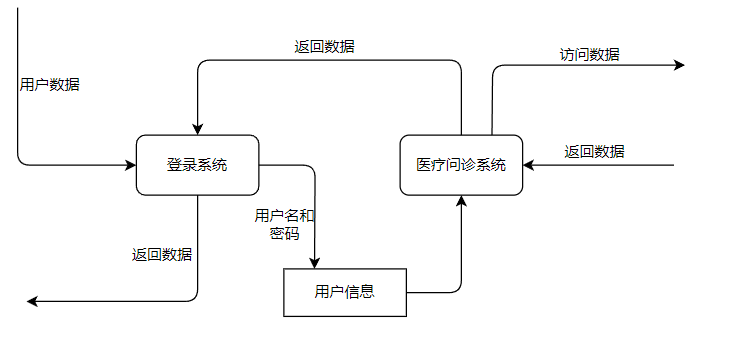 返回数据
访问数据
用户数据
登录系统
医疗问诊系统
返回数据
用户名和
密码
返回数据
用户信息